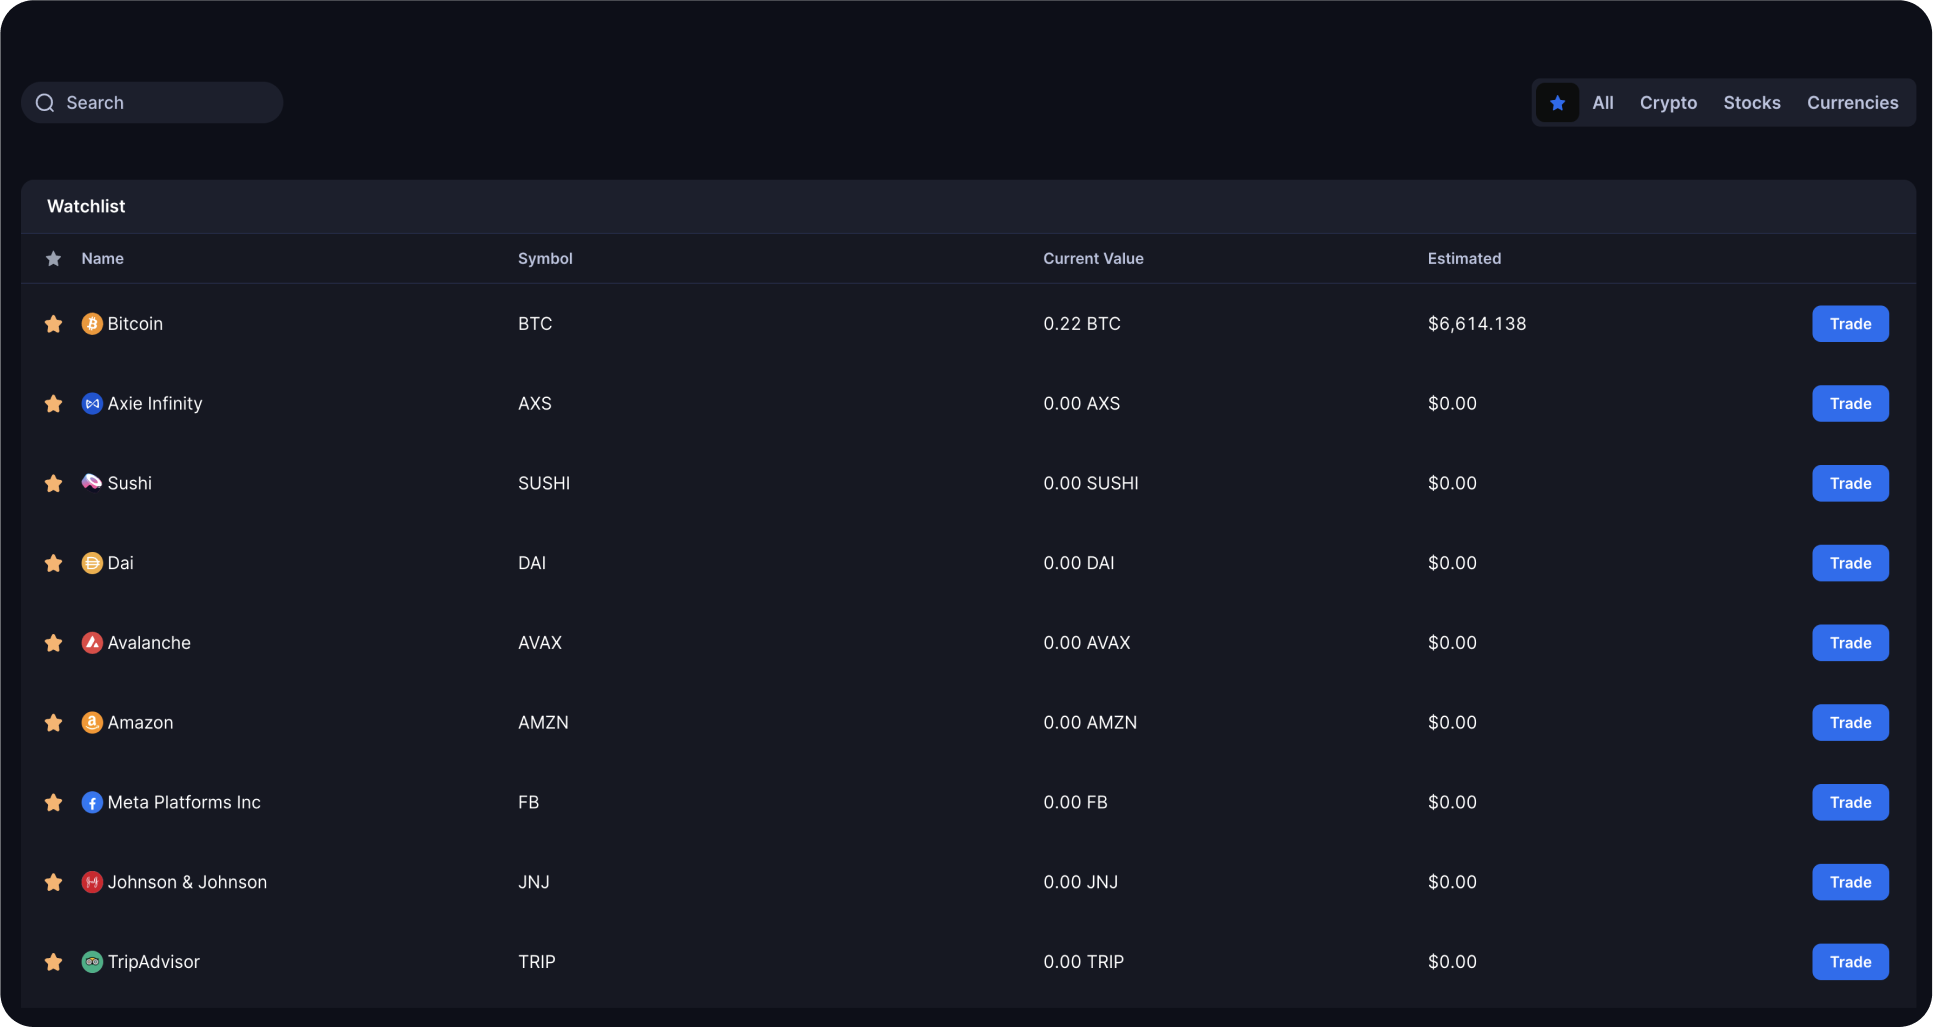 Search
All Crypto Stocks Currencies
Watchlist
Name Symbol Current Value Estimated
Bitcoin BTC 0.22 BTC $6,614.138 Trade
Axie Infinity AXS 0.00 AXS $0.00 Trade
Sushi SUSHI 0.00 SUSHI $0.00 Trade
Dai DAI 0.00 DAI $0.00 Trade
Avalanche AVAX 0.00 AVAX $0.00 Trade
Amazon AMZN 0.00 AMZN $0.00 Trade
Meta Platforms Inc FB 0.00 FB $0.00 Trade
Johnson & Johnson JNJ 0.00 JNJ $0.00 Trade
TripAdvisor TRIP 0.00 TRIP $0.00 Trade